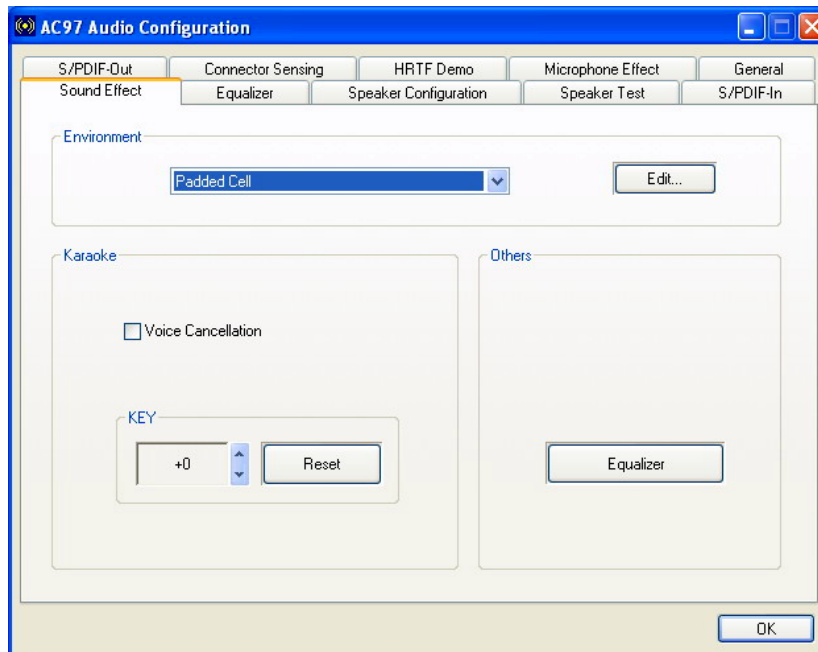 AC97 Audio Configuration
S/PDIF-Out Connector Sensing HRTF Demo Microphone Effect General
Sound Effect Equalizer Speaker Configuration Speaker Test S/PDIF-In
Environment
Padded Cell Edit...
Karaoke Others
Voice Cancellation
KEY
+0 Reset Equalizer
OK